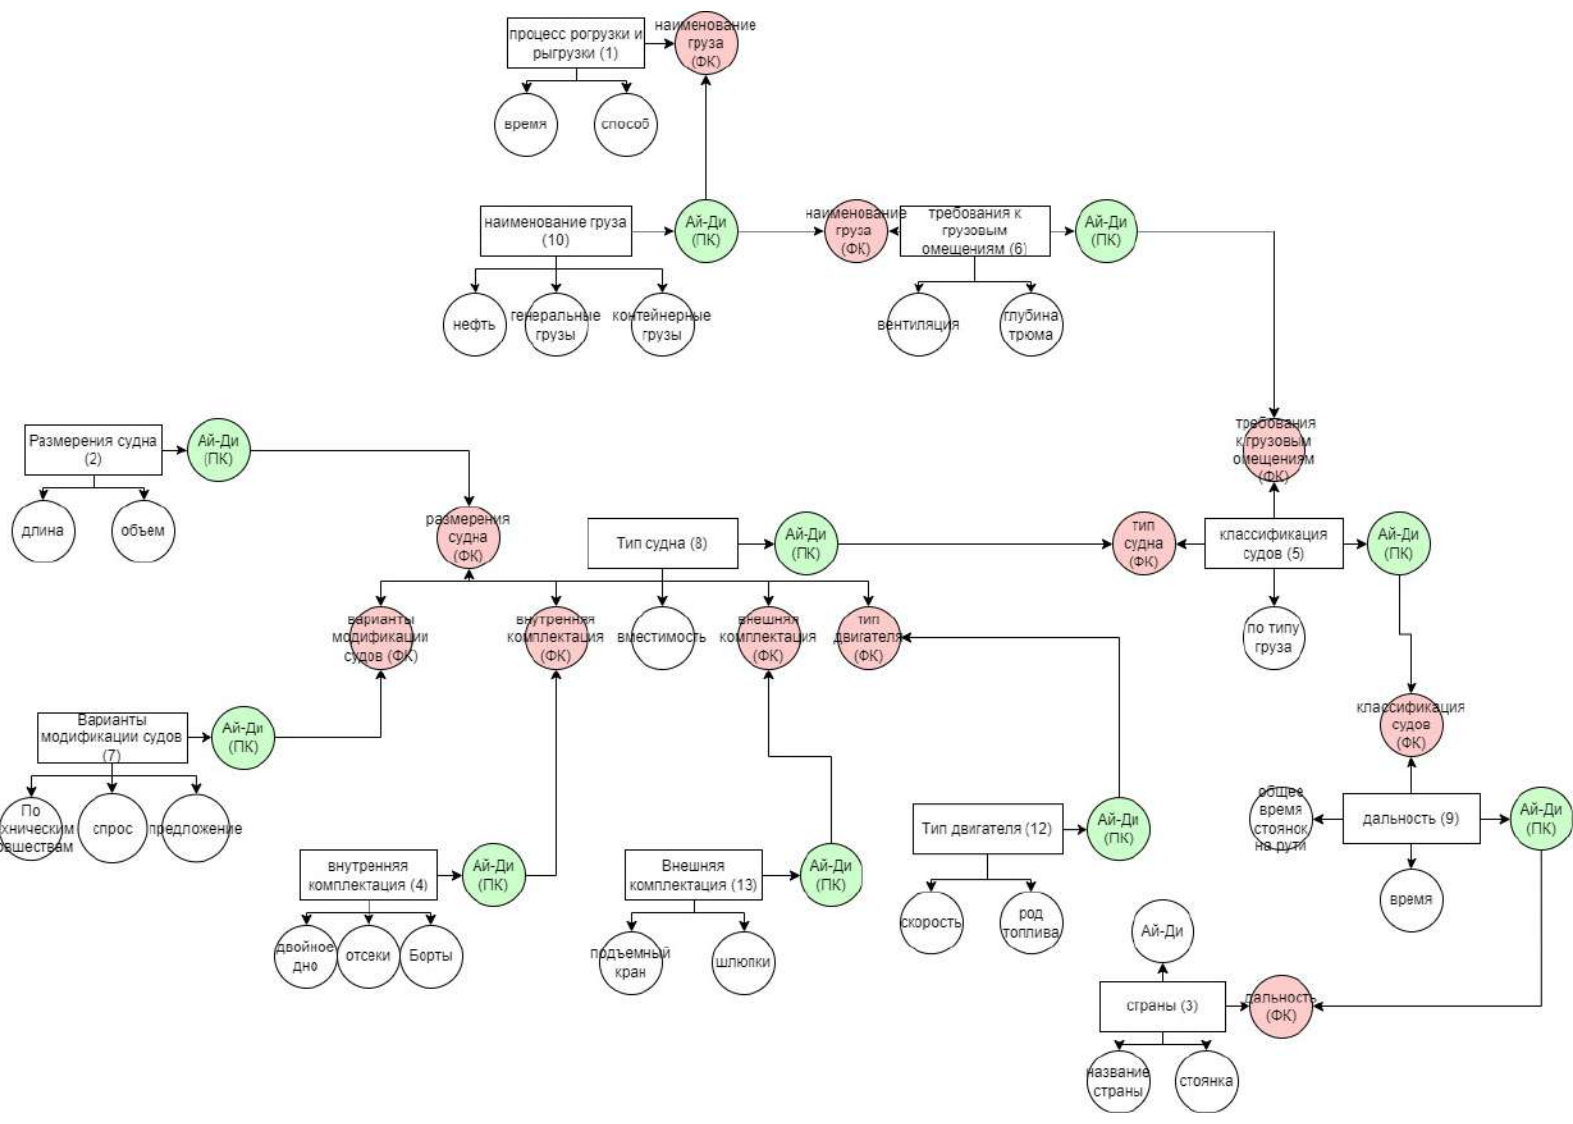 процесс рогрузки и
рыгрузки (1)
наименование
груза
(ФК)
время
способ
наименование груза
(10)
Ай-Ди
(ПК)
наименование
груза
(ФК)
требования к
грузовым
омещениям (6)
Ай-Ди
(ПК)
нефть
генеральные
грузы
контейнерные
грузы
вентиляция
глубина
трюма
Размерения судна
(2)
Ай-Ди
(ПК)
длина
объем
размерения
судна
(ФК)
Тип судна (8)
Ай-Ди
(ПК)
тип
судна
(ФК)
требования
к грузовым
омещениям
(ФК)
классификация
судов (5)
Ай-Ди
(ПК)
варианты
модификации
судов (ФК)
внутренняя
комплектация
(ФК)
вместимость
внешняя
комплектация
(ФК)
тип
двигателя
(ФК)
по типу
груза
классификация
судов
(ФК)
Варианты
модификации судов
(7)
Ай-Ди
(ПК)
По
хническим
овшествам
спрос
предложение
внутренняя
комплектация (4)
Ай-Ди
(ПК)
двойное
дно
отсеки
Борты
Внешняя
комплектация (13)
Ай-Ди
(ПК)
подъемный
кран
шлюпки
Тип двигателя (12)
Ай-Ди
(ПК)
скорость
род
топлива
общее
время
стоянок
на рути
дальность (9)
Ай-Ди
(ПК)
время
Ай-Ди
страны (3)
дальность
(ФК)
название
страны
стоянка